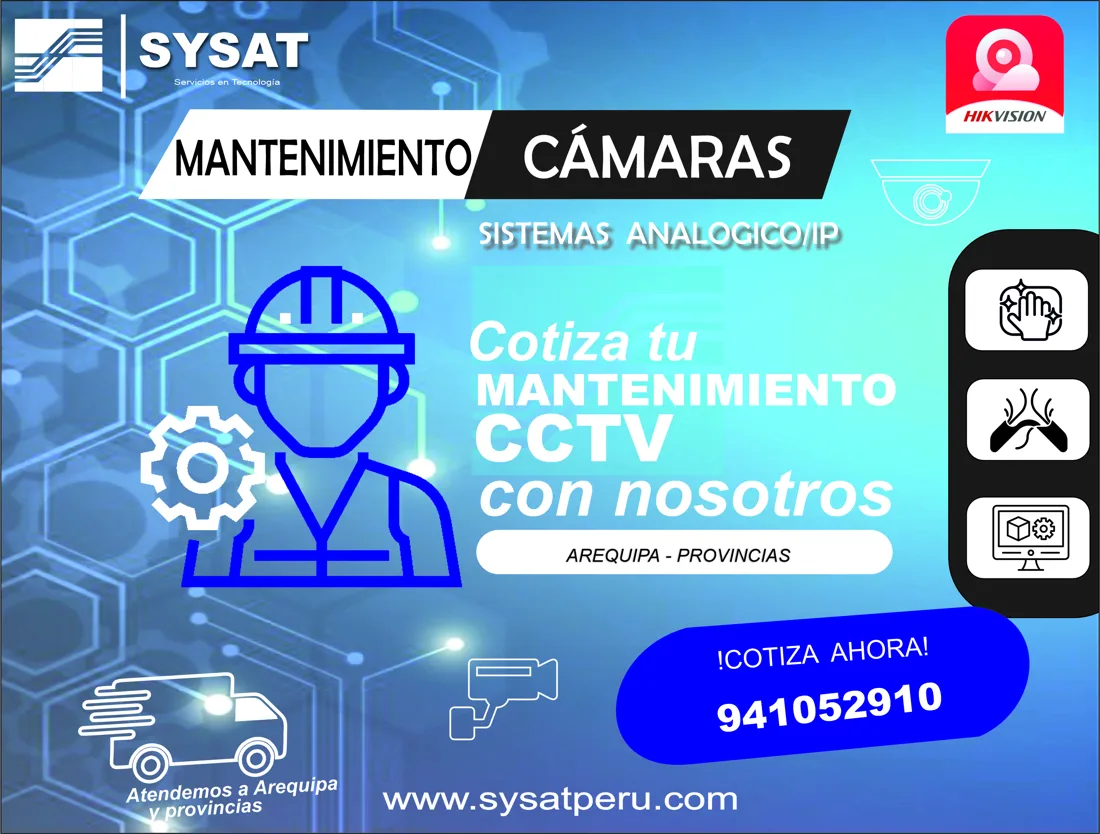 SYSAT
Servicios en Tecnología
HIKVISION
MANTENIMIENTO CÁMARAS
SISTEMAS ANALOGICO/IP
Cotiza tu
MANTENIMIENTO
CCTV
con nosotros
AREQUIPA - PROVINCIAS
!COTIZA AHORA!
941052910
Atendemos a Arequipa
y provincias
www.sysatperu.com